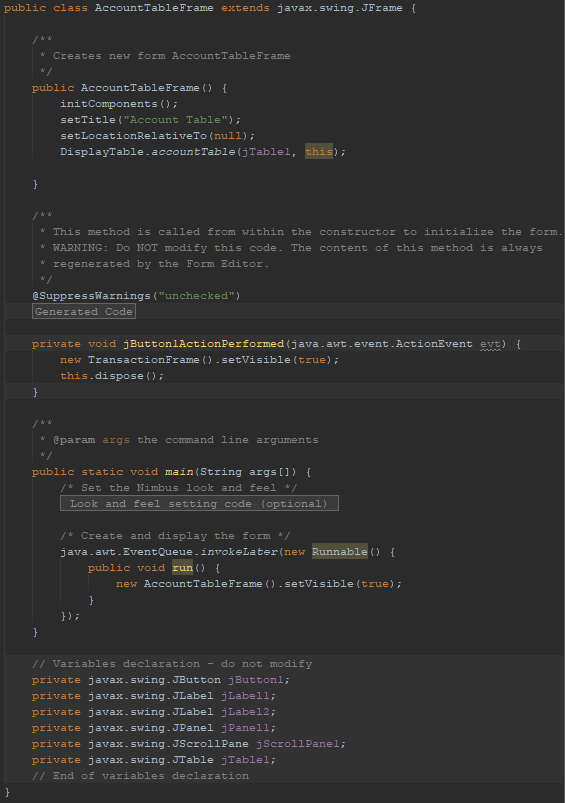 public class AccountTableFrame extends javax.swing.JFrame {
/**
* Creates new form AccountTableFrame
*/
public AccountTableFrame() {
initComponents();
setTitle("Account Table");
setLocationRelativeTo(null);
DisplayTable.accountTable(jTable1, this);
}
/**
* This method is called from within the constructor to initialize the form.
* WARNING: Do NOT modify this code. The content of this method is always
* regenerated by the Form Editor.
*/
@SuppressWarnings("unchecked")
Generated Code
private void jButton1ActionPerformed(java.awt.event.ActionEvent evt) {
new TransactionFrame().setVisible(true);
this.dispose();
}
/**
* @param args the command line arguments
*/
public static void main(String args[]) {
/* Set the Nimbus look and feel */
Look and feel setting code (optional)
/* Create and display the form */
java.awt.EventQueue.invokeLater(new Runnable() {
public void run() {
new AccountTableFrame().setVisible(true);
}
});
}
// Variables declaration - do not modify
private javax.swing.JButton jButton1;
private javax.swing.JLabel jLabel1;
private javax.swing.JLabel jLabel2;
private javax.swing.JPanel jPanel1;
private javax.swing.JScrollPane jScrollPane1;
private javax.swing.JTable jTable1;
// End of variables declaration
}